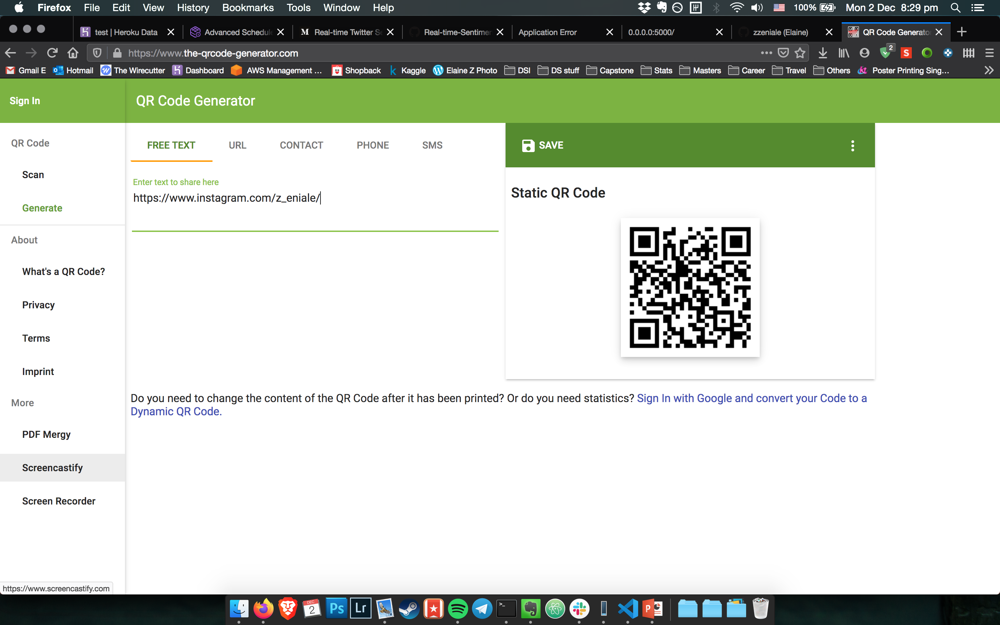 Firefox File Edit View History Bookmarks Tools Window Help 100% Mon 2 Dec 8:29 pm
test | Heroku Data Advanced Schedule Real-time Twitter Se Real-time-Sentimen Application Error 0.0.0.0:5000/ zzeniale (Elaine) QR Code Generato
https://www.the-qrcode-generator.com 2
Gmail E Hotmail The Wirecutter Dashboard AWS Management ... Shopback Kaggle Elaine Z Photo DSI DS stuff Capstone Stats Masters Career Travel Others Poster Printing Sing...
Sign In
QR Code Generator
QR Code
Scan
Generate
About
What's a QR Code?
Privacy
Terms
Imprint
More
PDF Mergy
Screencastify
Screen Recorder
FREE TEXT URL CONTACT PHONE SMS
Enter text to share here
https://www.instagram.com/z_eniale/
SAVE
Static QR Code
Do you need to change the content of the QR Code after it has been printed? Or do you need statistics? Sign In with Google and convert your Code to a
Dynamic QR Code.
https://www.screencastify.com
DEC
2
Ps
Lr